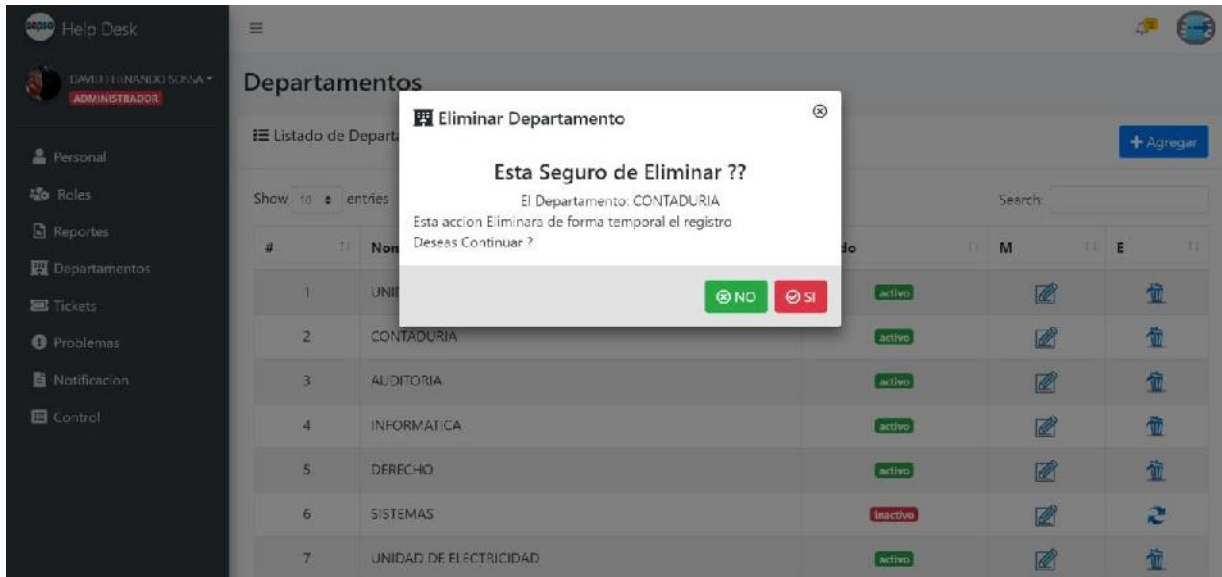 Help Desk
DAVID FERNANDO SOSSA
ADMINISTRADOR
Personal
Roles
Reportes
Departamentos
Tickets
Problemas
Notificacion
Control
Departamentos
Listado de Departa
+ Agregar
Show 10 entries
Search:
# Nom do M E
1 UNID activo
2 CONTADURIA activo
3 AUDITORIA activo
4 INFORMATICA activo
5 DERECHO activo
6 SISTEMAS inactivo
7 UNIDAD DE ELECTRICIDAD activo
Eliminar Departamento
Esta Seguro de Eliminar ??
El Departamento: CONTADURIA
Esta accion Eliminara de forma temporal el registro
Deseas Continuar ?
NO SI